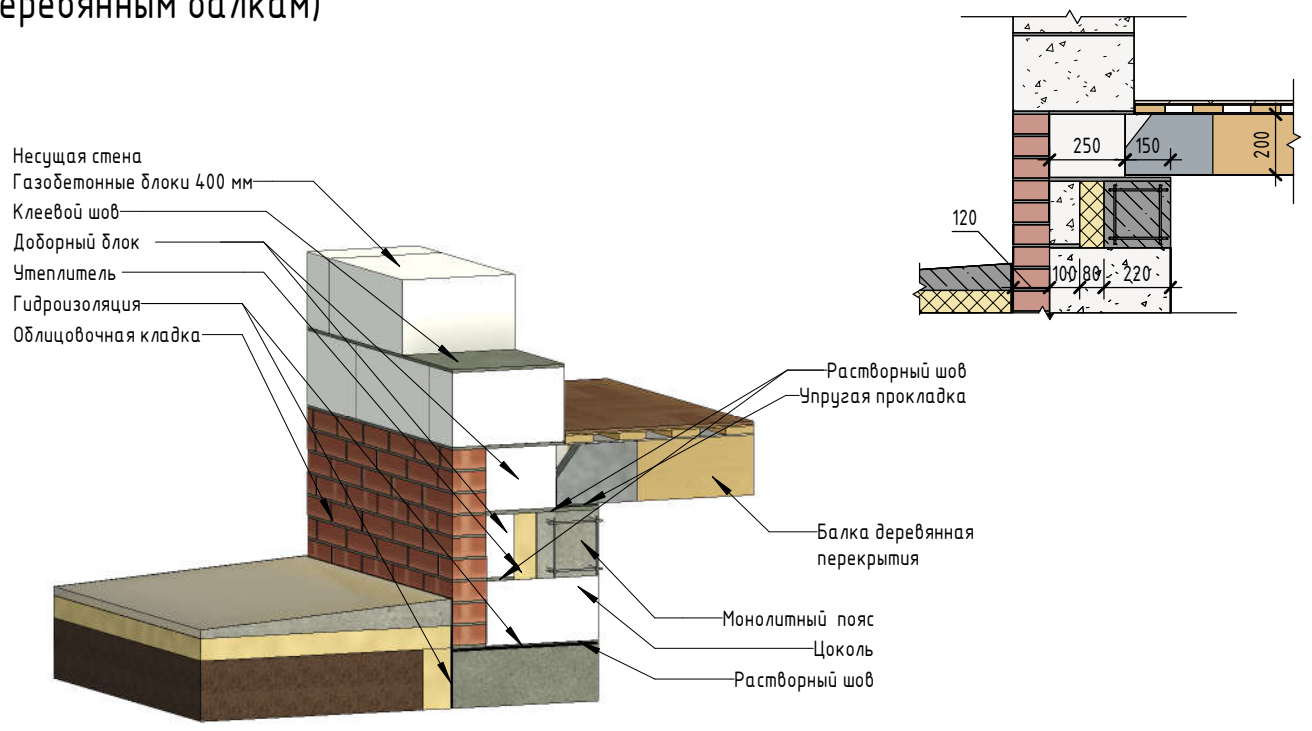 еревянным балкам)
Несущая стена
Газобетонные блоки 400 мм
Клеевой шов
Доборный блок
Утеплитель
Гидроизоляция
Облицовочная кладка
Растворный шов
Упругая прокладка
Балка деревянная
перекрытия
Монолитный пояс
Цоколь
Растворный шов
250
150
200
120
100
80
220